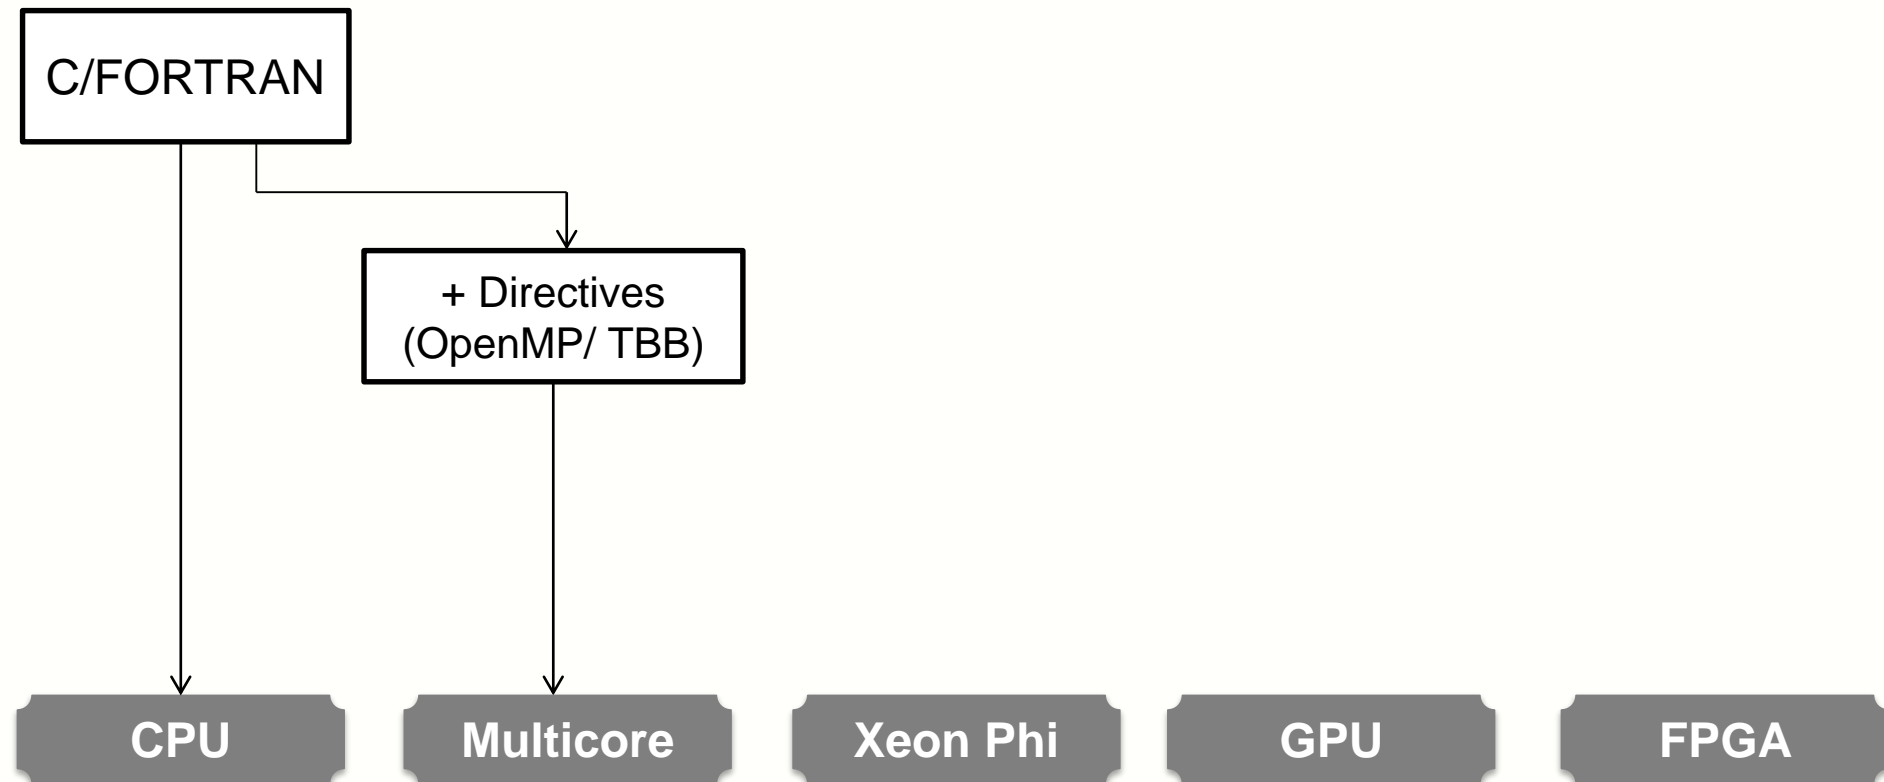 C/FORTRAN
+ Directives
(OpenMP/ TBB)
CPU
Multicore
Xeon Phi
GPU
FPGA